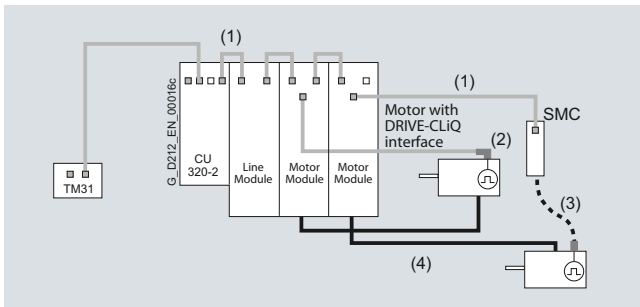 (1)
G_D212_EN_00016c
(1)
SMC
Motor with
DRIVE-CLiQ
interface
(2)
CU
320-2
Line
Module
Motor
Module
Motor
Module
TM31
(3)
(4)